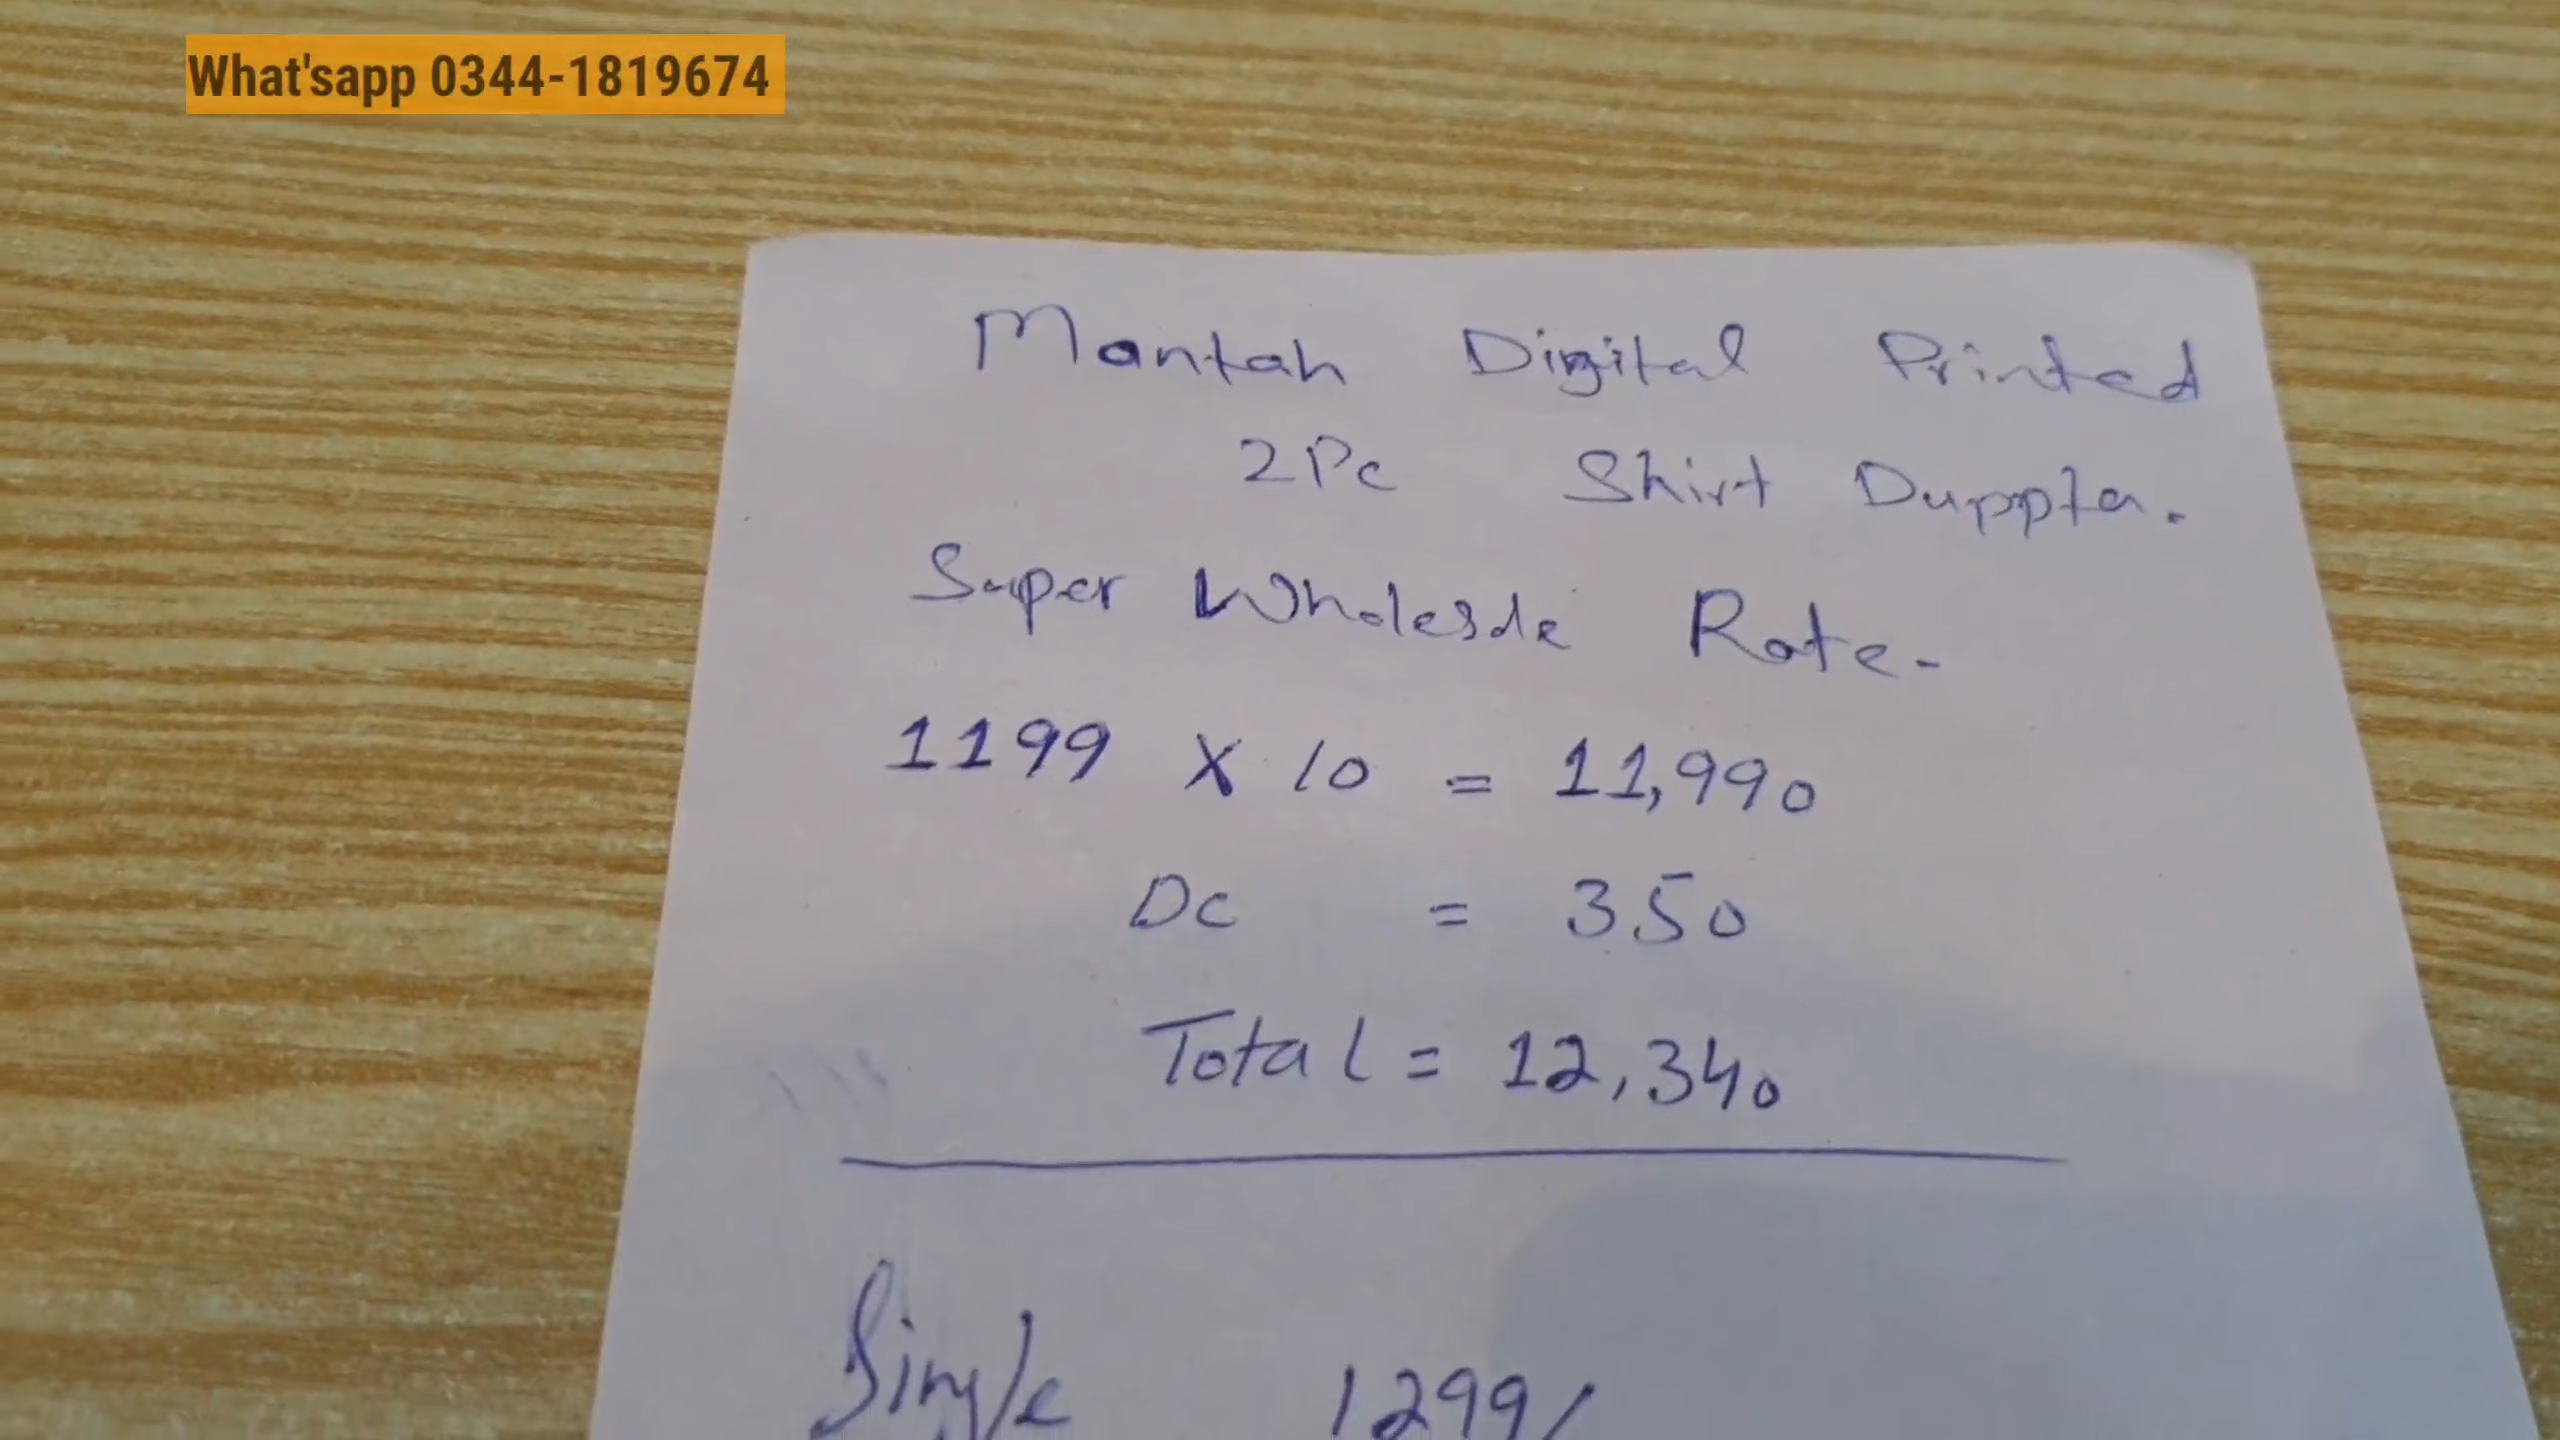 What'sapp 0344-1819674
Mantah Digital Printed
2Pc Shirt Duppta.
Super Wholesale Rate-
1199 X 10 = 11,990
Dc = 350
Total = 12,340
Single 1299/